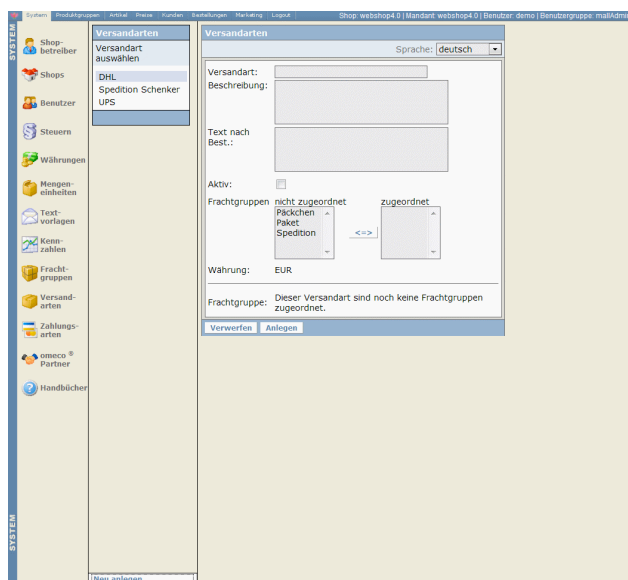 System Produktgruppen Artikel Preise Kunden Bestellungen Marketing Logout
Shop: webshop4.0 | Mandant: webshop4.0 | Benutzer: demo | Benutzergruppe: mallAdmin
SYSTEM
Shop-
betreiber
Shops
Benutzer
Steuern
Währungen
Mengen-
einheiten
Text-
vorlagen
Kenn-
zahlen
Fracht-
gruppen
Versand-
arten
Zahlungs-
arten
omeco ®
Partner
Handbücher
SYSTEM
Versandarten
Versandart
auswählen
DHL
Spedition Schenker
UPS
Neu anlegen
Versandarten
Sprache: deutsch
Versandart:
Beschreibung:
Text nach
Best.:
Aktiv:
Frachtgruppen nicht zugeordnet zugeordnet
Päckchen
Paket
Spedition
<=>
Währung: EUR
Frachtgruppe: Dieser Versandart sind noch keine Frachtgruppen
zugeordnet.
Verwerfen Anlegen